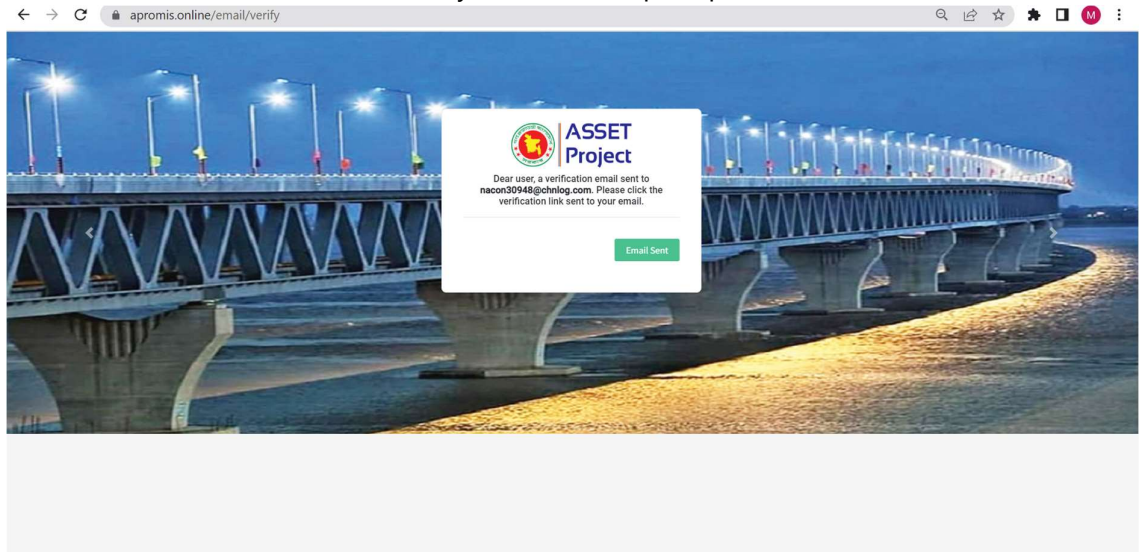 apromis.online/email/verify
M
ASSET
Project
Dear user, a verification email sent to
nacon30948@chnlog.com. Please click the
verification link sent to your email.
Email Sent